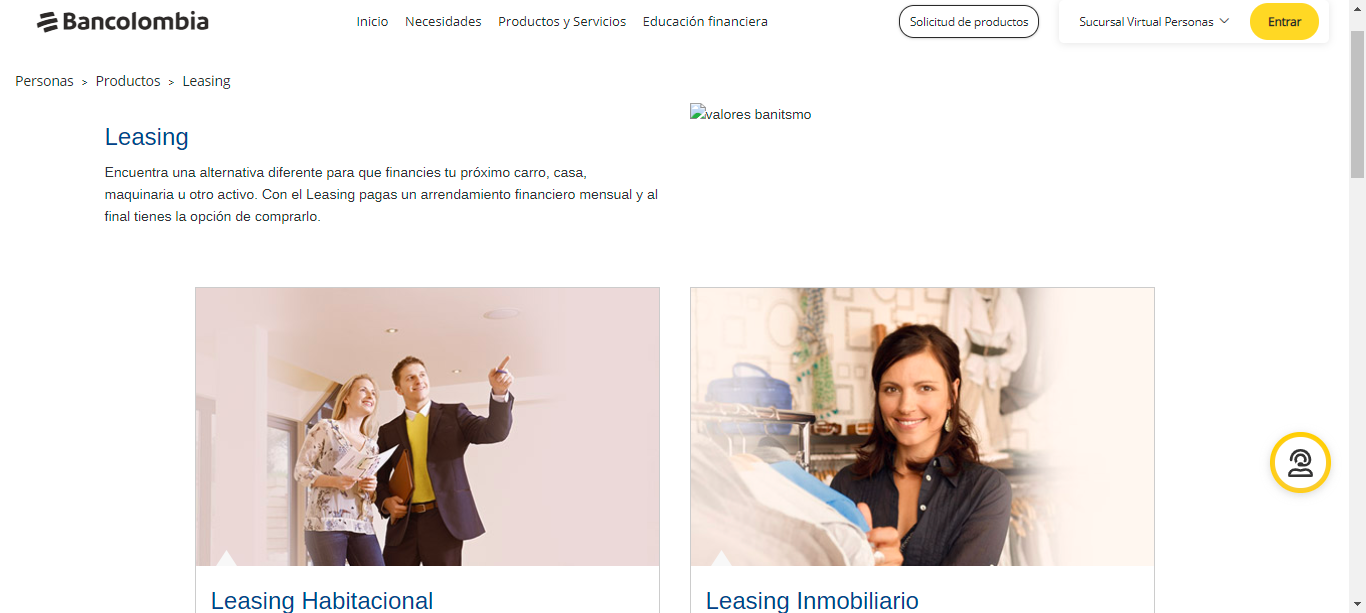 Bancolombia
Inicio Necesidades Productos y Servicios Educación financiera
Solicitud de productos
Sucursal Virtual Personas
Entrar
Personas > Productos > Leasing
Leasing
Encuentra una alternativa diferente para que financies tu próximo carro, casa,
maquinaria u otro activo. Con el Leasing pagas un arrendamiento financiero mensual y al
final tienes la opción de comprarlo.
valores banitsmo
Leasing Habitacional
Leasing Inmobiliario